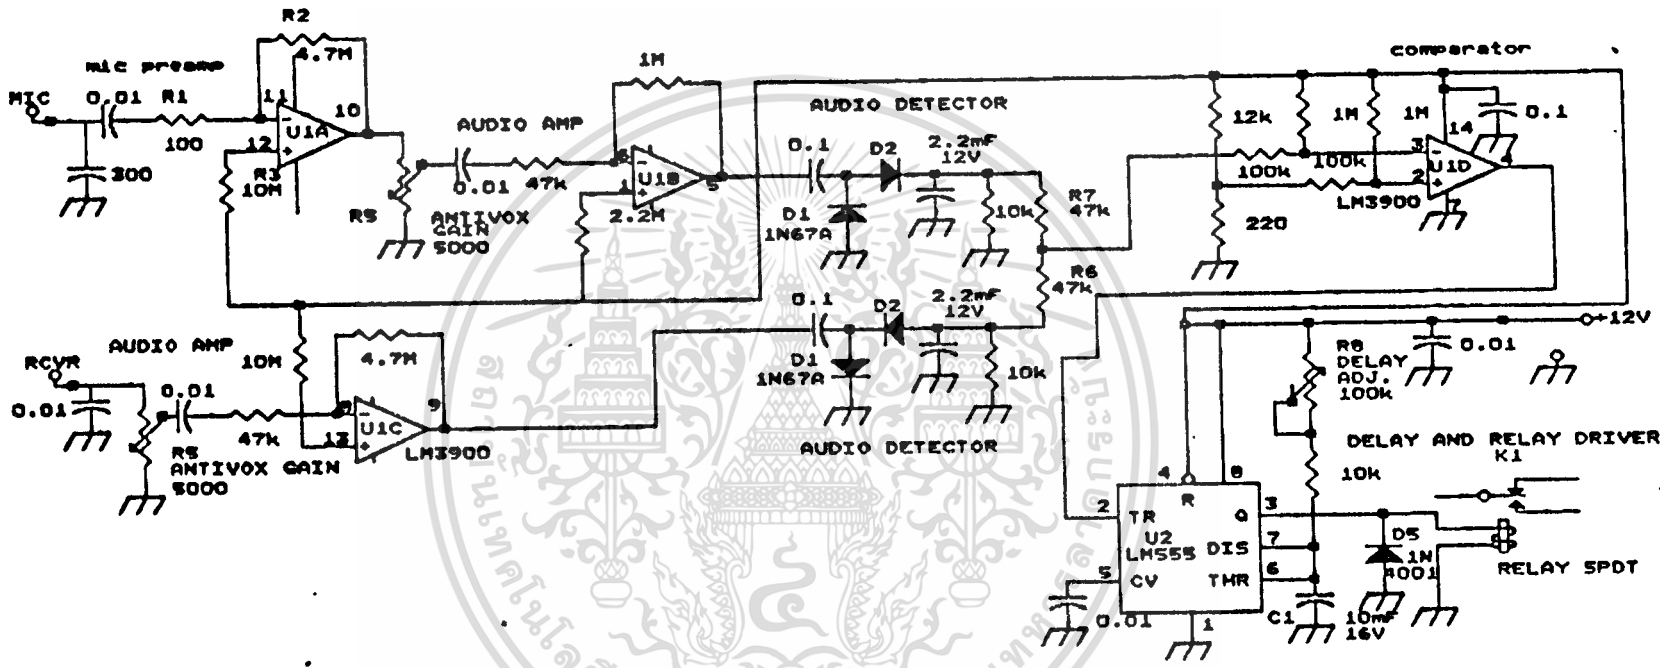 R2
4.7M
mic preamp
MIC
0.01
R1
100
300
11
12
10
U1A
R3
10M
R5
ANTIVOX
GAIN
5000
AUDIO AMP
0.01
47k
1M
6
1
5
U1B
2.2M
AUDIO DETECTOR
0.1
D2
2.2mF
12V
D1
1N67A
10k
R7
47k
R6
47k
comparator
12k
1M
1M
0.1
14
3
2
4
7
U1D
LM3900
100k
100k
220
AUDIO AMP
RCVR
0.01
0.01
R5
ANTIVOX GAIN
5000
47k
10M
4.7M
8
13
9
U1C
LM3900
0.1
D2
2.2mF
12V
D1
1N67A
10k
AUDIO DETECTOR
+12V
0.01
R8
DELAY
ADJ.
100k
10k
DELAY AND RELAY DRIVER
K1
4
8
R
2
TR
Q
3
U2
LM555
DIS
7
5
CV
THR
6
1
0.01
C1
10mF
16V
D5
1N
4001
RELAY SPDT